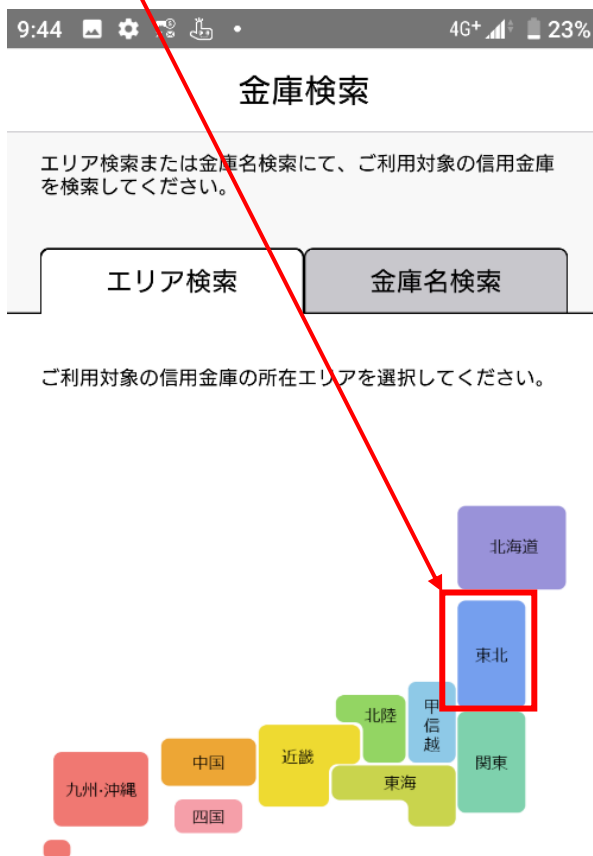 9:44
4G+
23%
金庫検索
エリア検索または金庫名検索にて、ご利用対象の信用金庫
を検索してください。
エリア検索
金庫名検索
ご利用対象の信用金庫の所在エリアを選択してください。
北海道
東北
北陸
甲信越
関東
近畿
東海
中国
四国
九州・沖縄